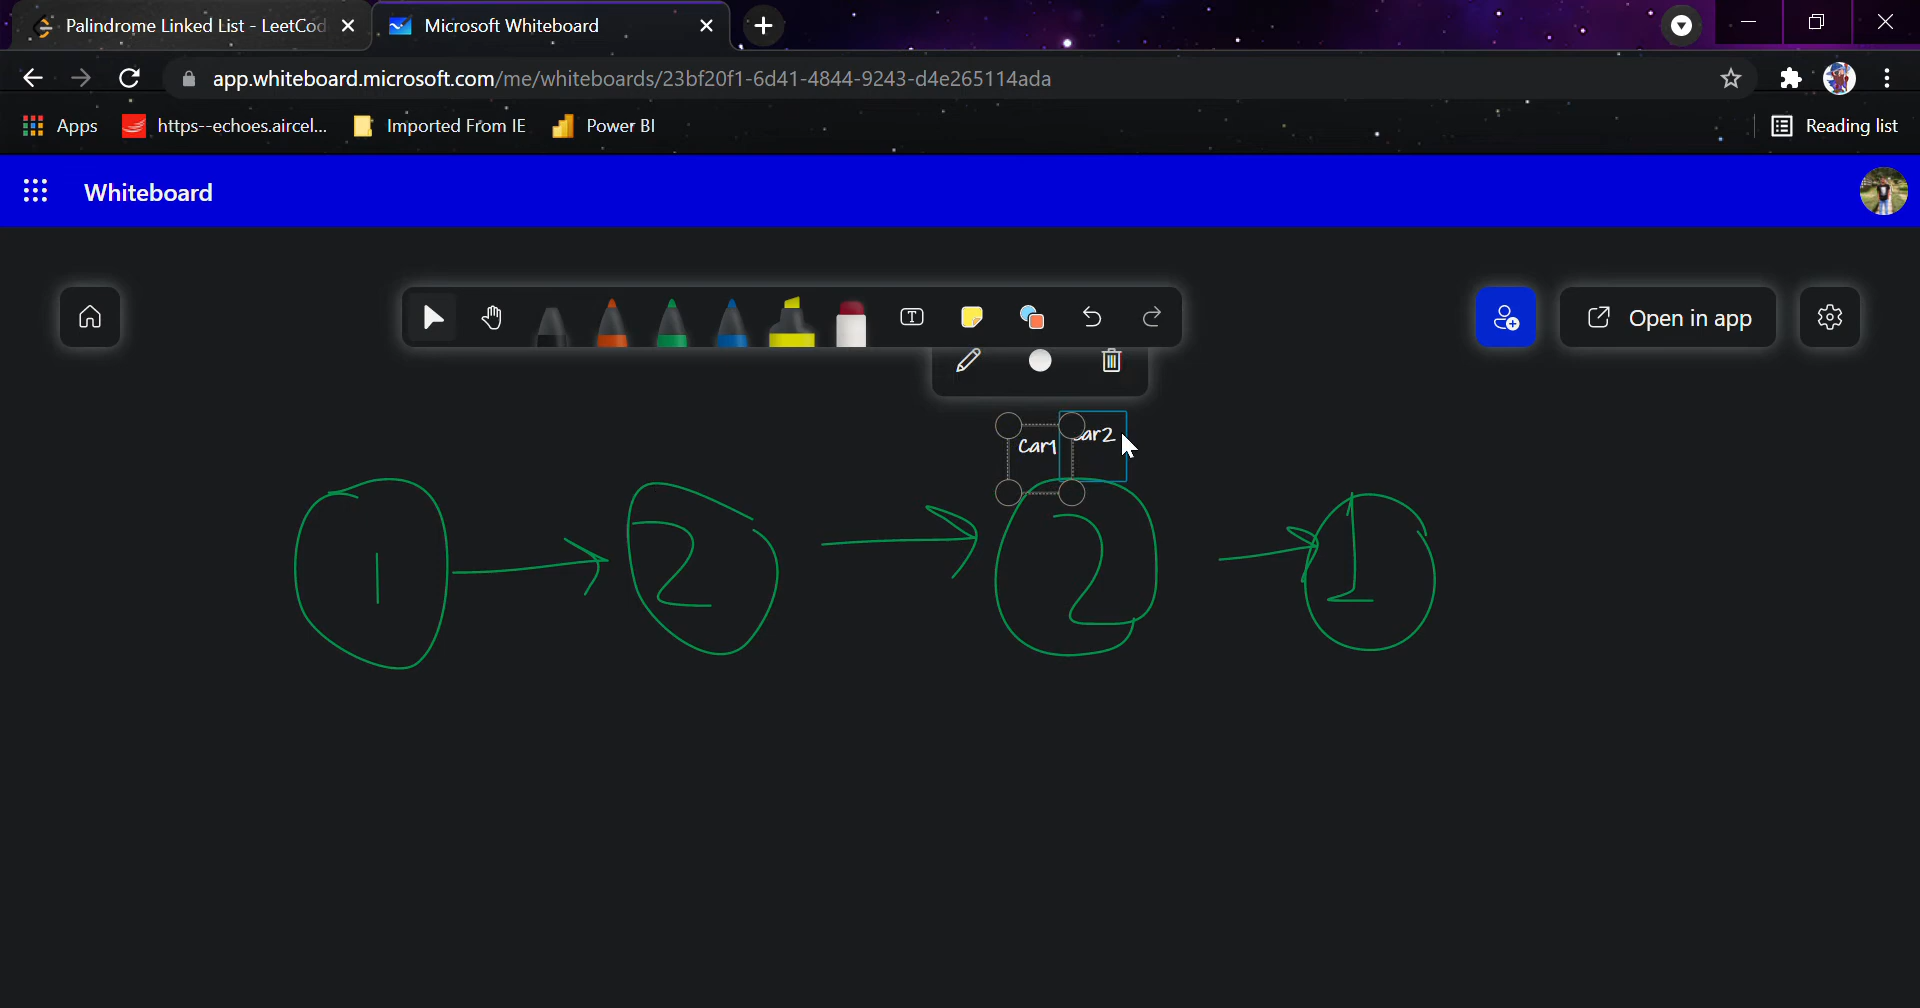 Palindrome Linked List - LeetCod
Microsoft Whiteboard
app.whiteboard.microsoft.com/me/whiteboards/23bf20f1-6d41-4844-9243-d4e265114ada
Apps
https--echoes.aircel...
Imported From IE
Power BI
Reading list
Whiteboard
T
Open in app
Car1
ar2
1
2
2
1